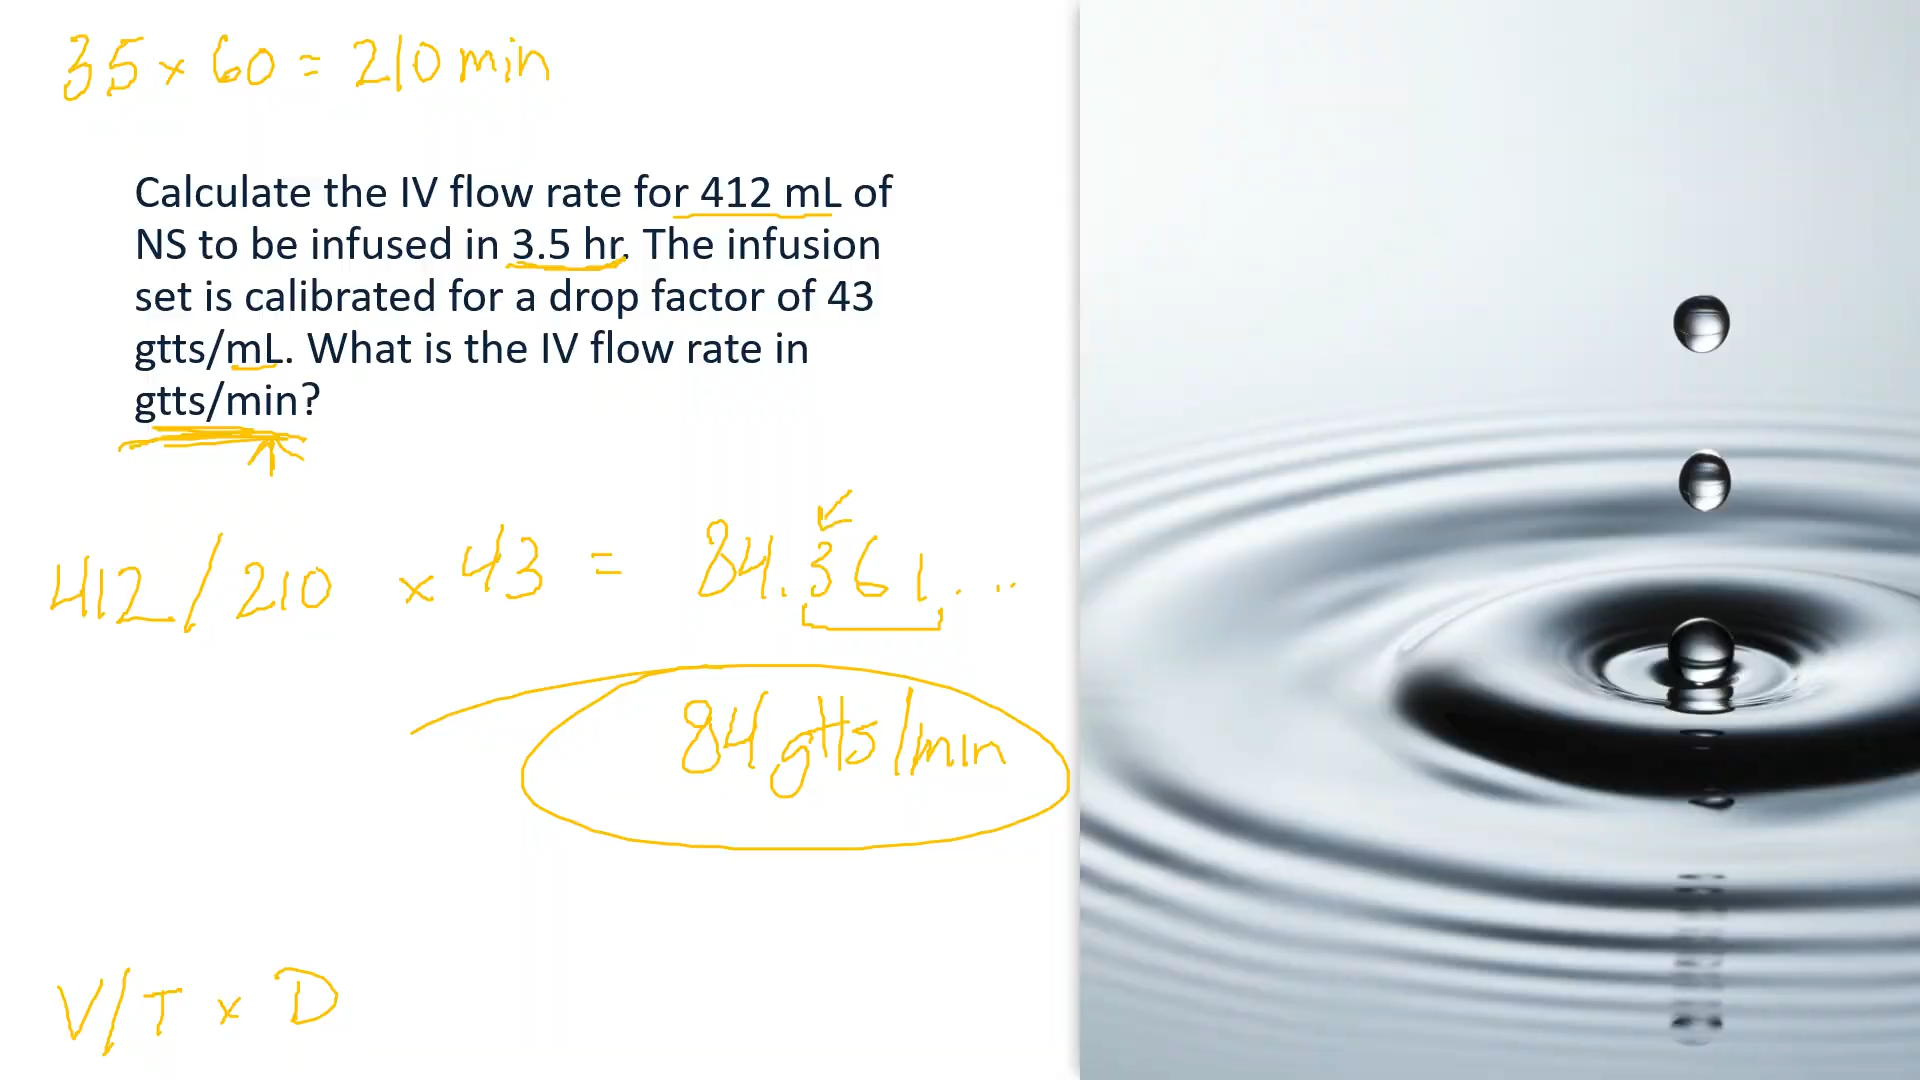 35 × 60 = 210 min
Calculate the IV flow rate for 412 mL of
NS to be infused in 3.5 hr. The infusion
set is calibrated for a drop factor of 43
gtts/mL. What is the IV flow rate in
gtts/min?
412 / 210 × 43 = 84.361...
84 gtts/min
V/T × D